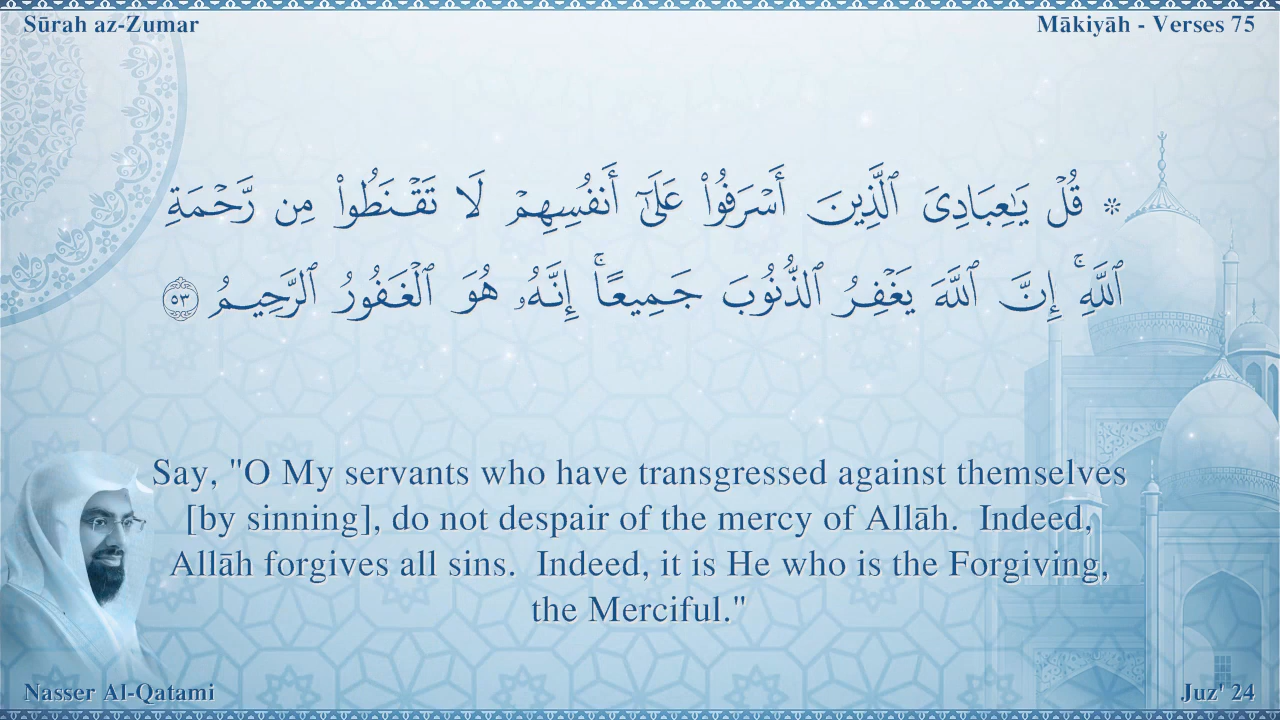 Sūrah az-Zumar
Mākiyāh - Verses 75
* قُلْ يَـٰعِبَادِىَ ٱلَّذِينَ أَسْرَفُوا۟ عَلَىٰٓ أَنفُسِهِمْ لَا تَقْنَطُوا۟ مِن رَّحْمَةِ
ٱللَّهِ ۚ إِنَّ ٱللَّهَ يَغْفِرُ ٱلذُّنُوبَ جَمِيعًا ۚ إِنَّهُۥ هُوَ ٱلْغَفُورُ ٱلرَّحِيمُ ٥٣
Say, "O My servants who have transgressed against themselves
[by sinning], do not despair of the mercy of Allāh.  Indeed,
Allāh forgives all sins.  Indeed, it is He who is the Forgiving,
the Merciful."
Nasser Al-Qatami
Juz' 24